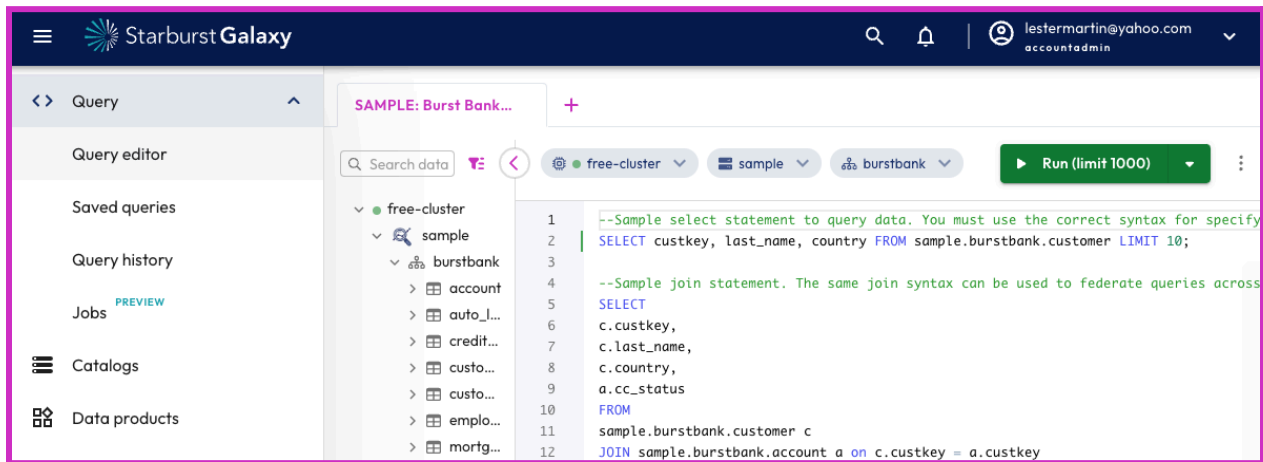 Starburst Galaxy
lestermartin@yahoo.com
accountadmin
Query
Query editor
Saved queries
Query history
Jobs PREVIEW
Catalogs
Data products
SAMPLE: Burst Bank... +
Search data
free-cluster
sample
burstbank
account
auto_l...
credit...
custo...
custo...
emplo...
mortg...
free-cluster sample burstbank Run (limit 1000)
1 --Sample select statement to query data. You must use the correct syntax for specify
2 SELECT custkey, last_name, country FROM sample.burstbank.customer LIMIT 10;
3
4 --Sample join statement. The same join syntax can be used to federate queries across
5 SELECT
6 c.custkey,
7 c.last_name,
8 c.country,
9 a.cc_status
10 FROM
11 sample.burstbank.customer c
12 JOIN sample.burstbank.account a on c.custkey = a.custkey